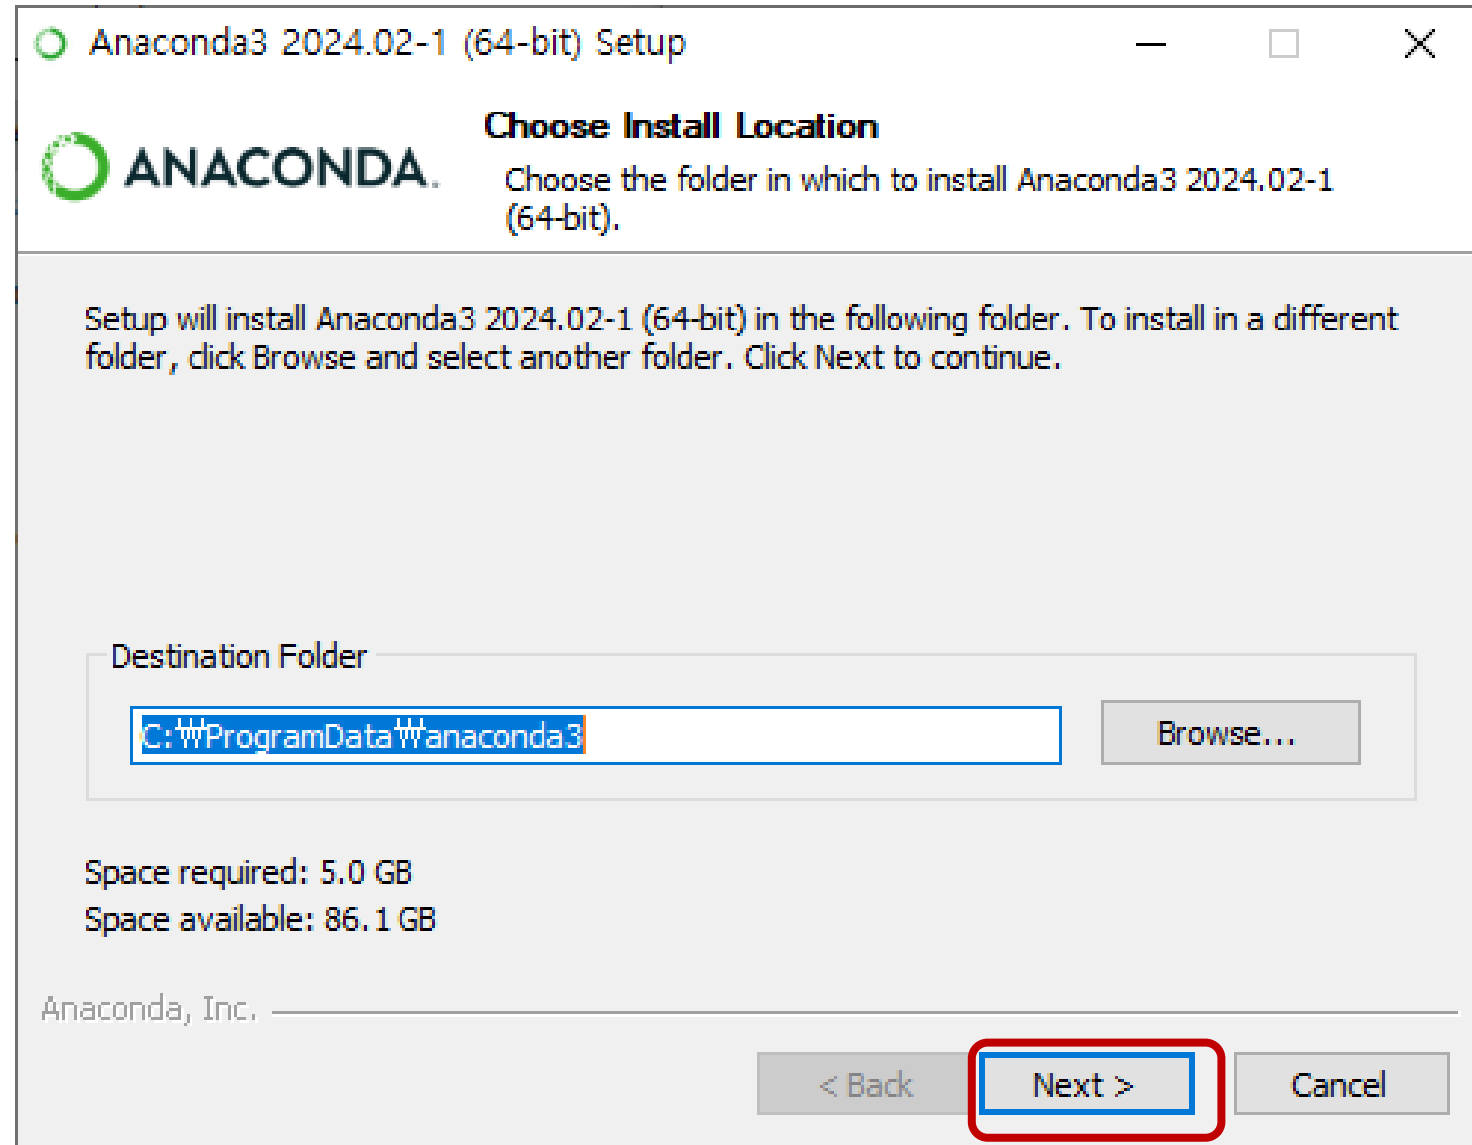 Anaconda3 2024.02-1 (64-bit) Setup
Choose Install Location
ANANCONDA.
Choose the folder in which to install Anaconda3 2024.02-1
(64-bit).
Setup will install Anaconda3 2024.02-1 (64-bit) in the following folder. To install in a different
folder, click Browse and select another folder. Click Next to continue.
Destination Folder
C:₩ProgramData₩anaconda3
Browse...
Space required: 5.0 GB
Space available: 86.1 GB
Anaconda, Inc.
< Back
Next >
Cancel